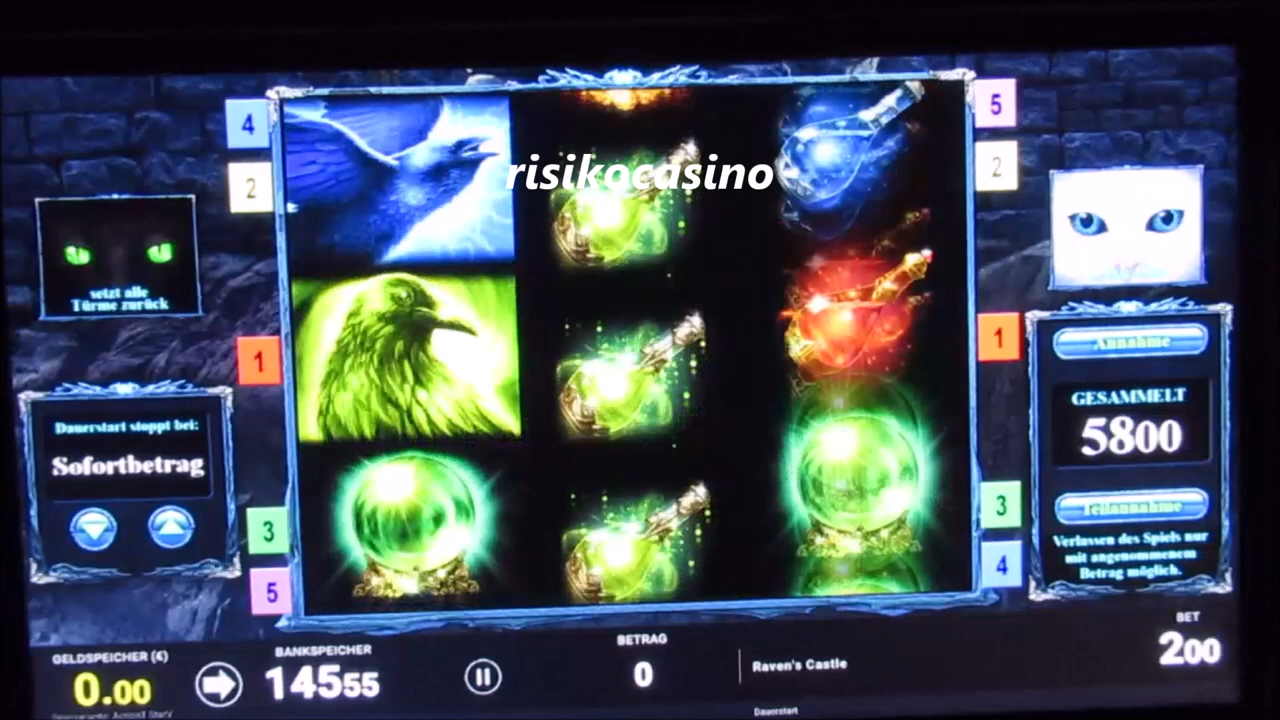 risikocasino
4
2
1
3
5
5
2
1
3
4
setzt alle
Türme zurück
Dauerstart stoppt bei:
Sofortbetrag
Annahme
GESAMMELT
5800
Teilannahme
Verlassen des Spiels nur
mit angenommenem
Betrag möglich.
GELDSPEICHER (€)
0.00
BANKSPEICHER
14555
BETRAG
0
Raven's Castle
Dauerstart
BET
200